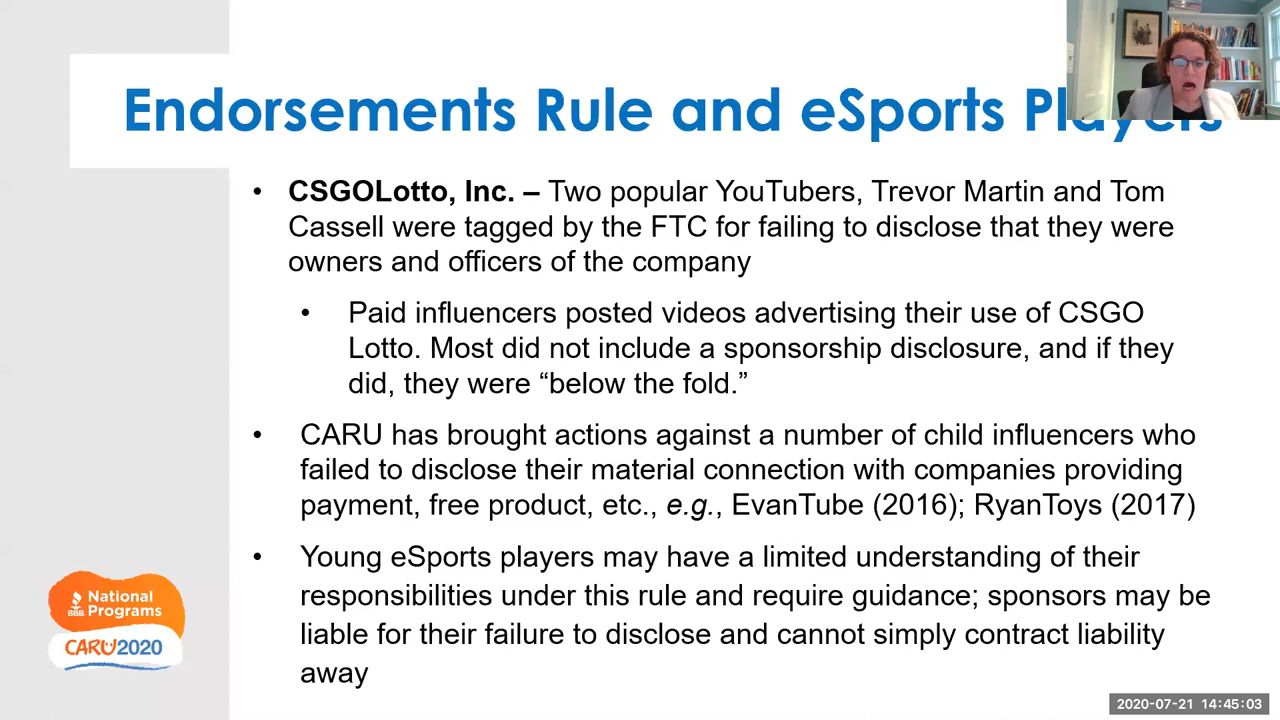 Endorsements Rule and eSports Players
• CSGOLotto, Inc. – Two popular YouTubers, Trevor Martin and Tom
Cassell were tagged by the FTC for failing to disclose that they were
owners and officers of the company
• Paid influencers posted videos advertising their use of CSGO
Lotto. Most did not include a sponsorship disclosure, and if they
did, they were “below the fold.”
• CARU has brought actions against a number of child influencers who
failed to disclose their material connection with companies providing
payment, free product, etc., e.g., EvanTube (2016); RyanToys (2017)
• Young eSports players may have a limited understanding of their
responsibilities under this rule and require guidance; sponsors may be
liable for their failure to disclose and cannot simply contract liability
away
BBB National
Programs
CARU2020
2020-07-21 14:45:03